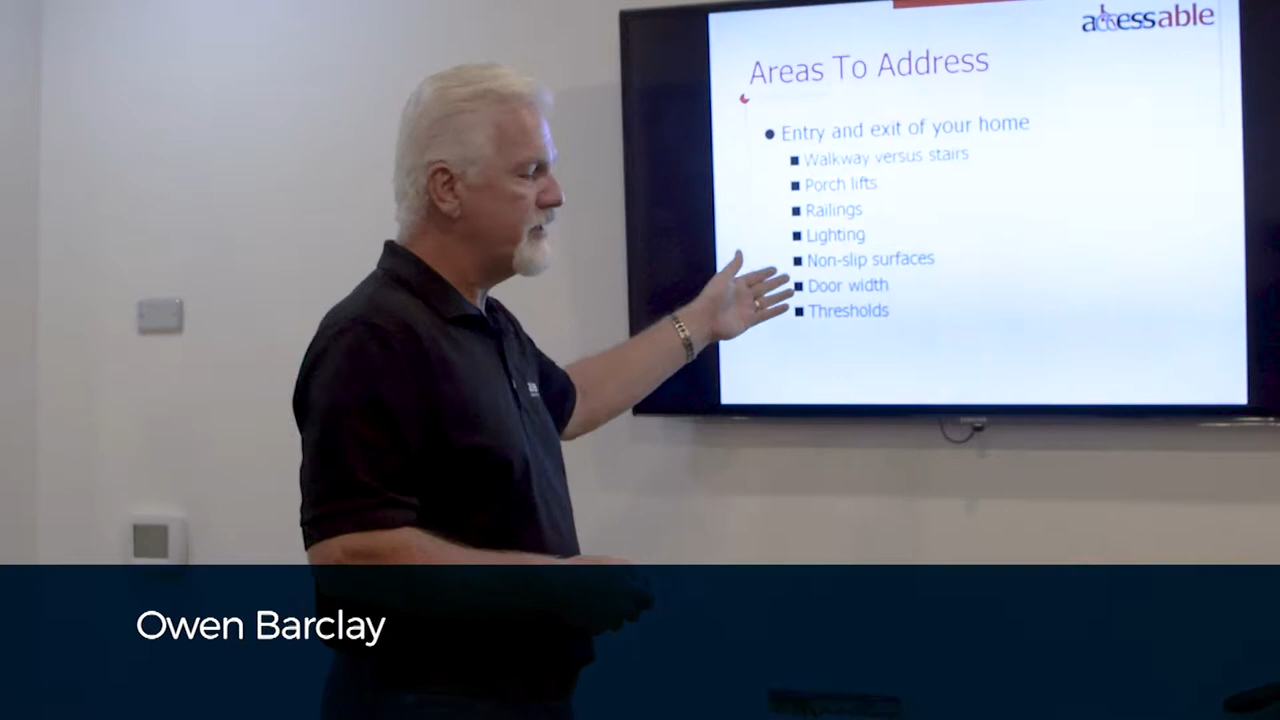 accessable
Areas To Address
Entry and exit of your home
Walkway versus stairs
Porch lifts
Railings
Lighting
Non-slip surfaces
Door width
Thresholds
Owen Barclay